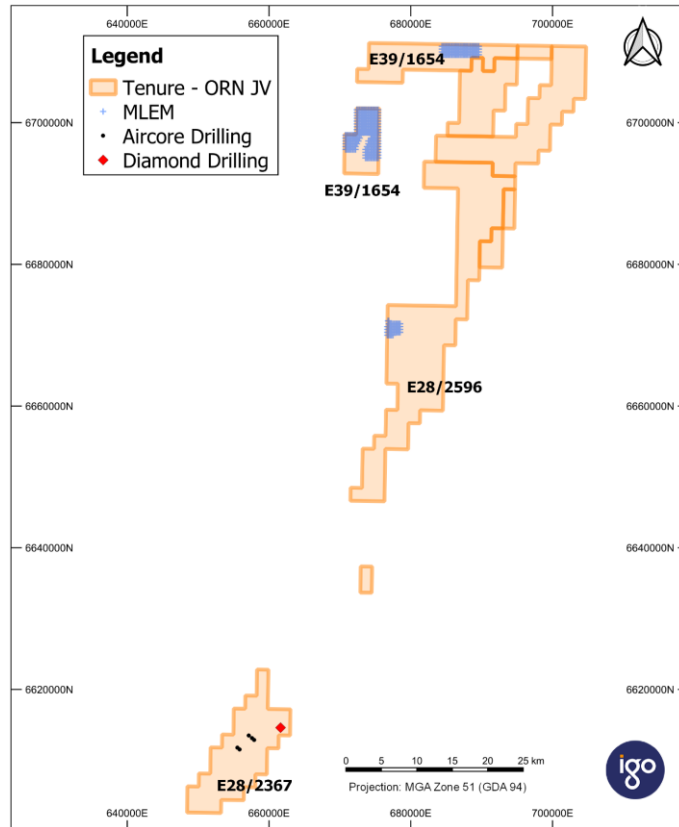 640000E 660000E 680000E 700000E
Legend
Tenure - ORN JV
MLEM
Aircore Drilling
Diamond Drilling
E39/1654
6700000N 6700000N
E39/1654
6680000N 6680000N
E28/2596
6660000N 6660000N
6640000N 6640000N
6620000N 6620000N
0 5 10 15 20 25 km
Projection: MGA Zone 51 (GDA 94)
igo
E28/2367
640000E 660000E 680000E 700000E